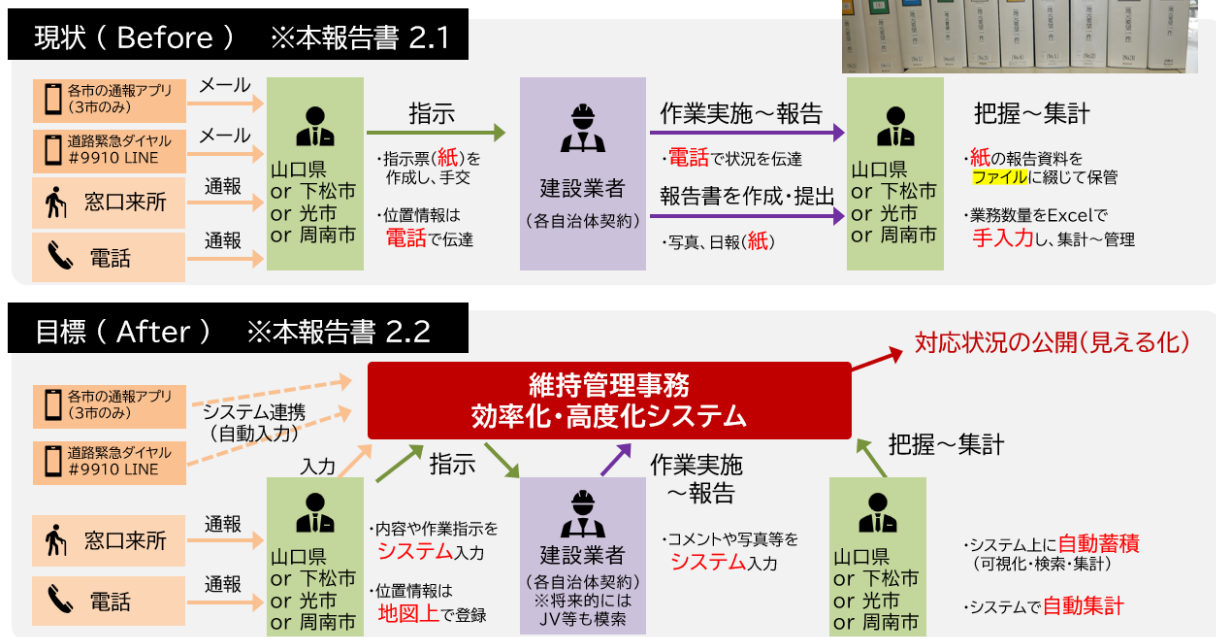 現状（ Before ）　※本報告書 2.1
各市の通報アプリ
（3市のみ）
メール
道路緊急ダイヤル
#9910 LINE
メール
窓口来所
通報
電話
通報
山口県
or 下松市
or 光市
or 周南市
指示
・指示票(紙)を
作成し、手交
・位置情報は
電話で伝達
建設業者
（各自治体契約）
作業実施～報告
・電話で状況を伝達
報告書を作成・提出
・写真、日報(紙)
山口県
or 下松市
or 光市
or 周南市
把握～集計
・紙の報告資料を
ファイルに綴じて保管
・業務数量をExcelで
手入力し、集計～管理
目標（ After ）　※本報告書 2.2
対応状況の公開(見える化)
維持管理事務
効率化・高度化システム
各市の通報アプリ
（3市のみ）
システム連携
（自動入力）
道路緊急ダイヤル
#9910 LINE
窓口来所
通報
電話
通報
入力
山口県
or 下松市
or 光市
or 周南市
指示
・内容や作業指示を
システム入力
・位置情報は
地図上で登録
建設業者
（各自治体契約）
※将来的には
JV等も模索
作業実施
～報告
・コメントや写真等を
システム入力
把握～集計
山口県
or 下松市
or 光市
or 周南市
・システム上に自動蓄積
（可視化・検索・集計）
・システムで自動集計